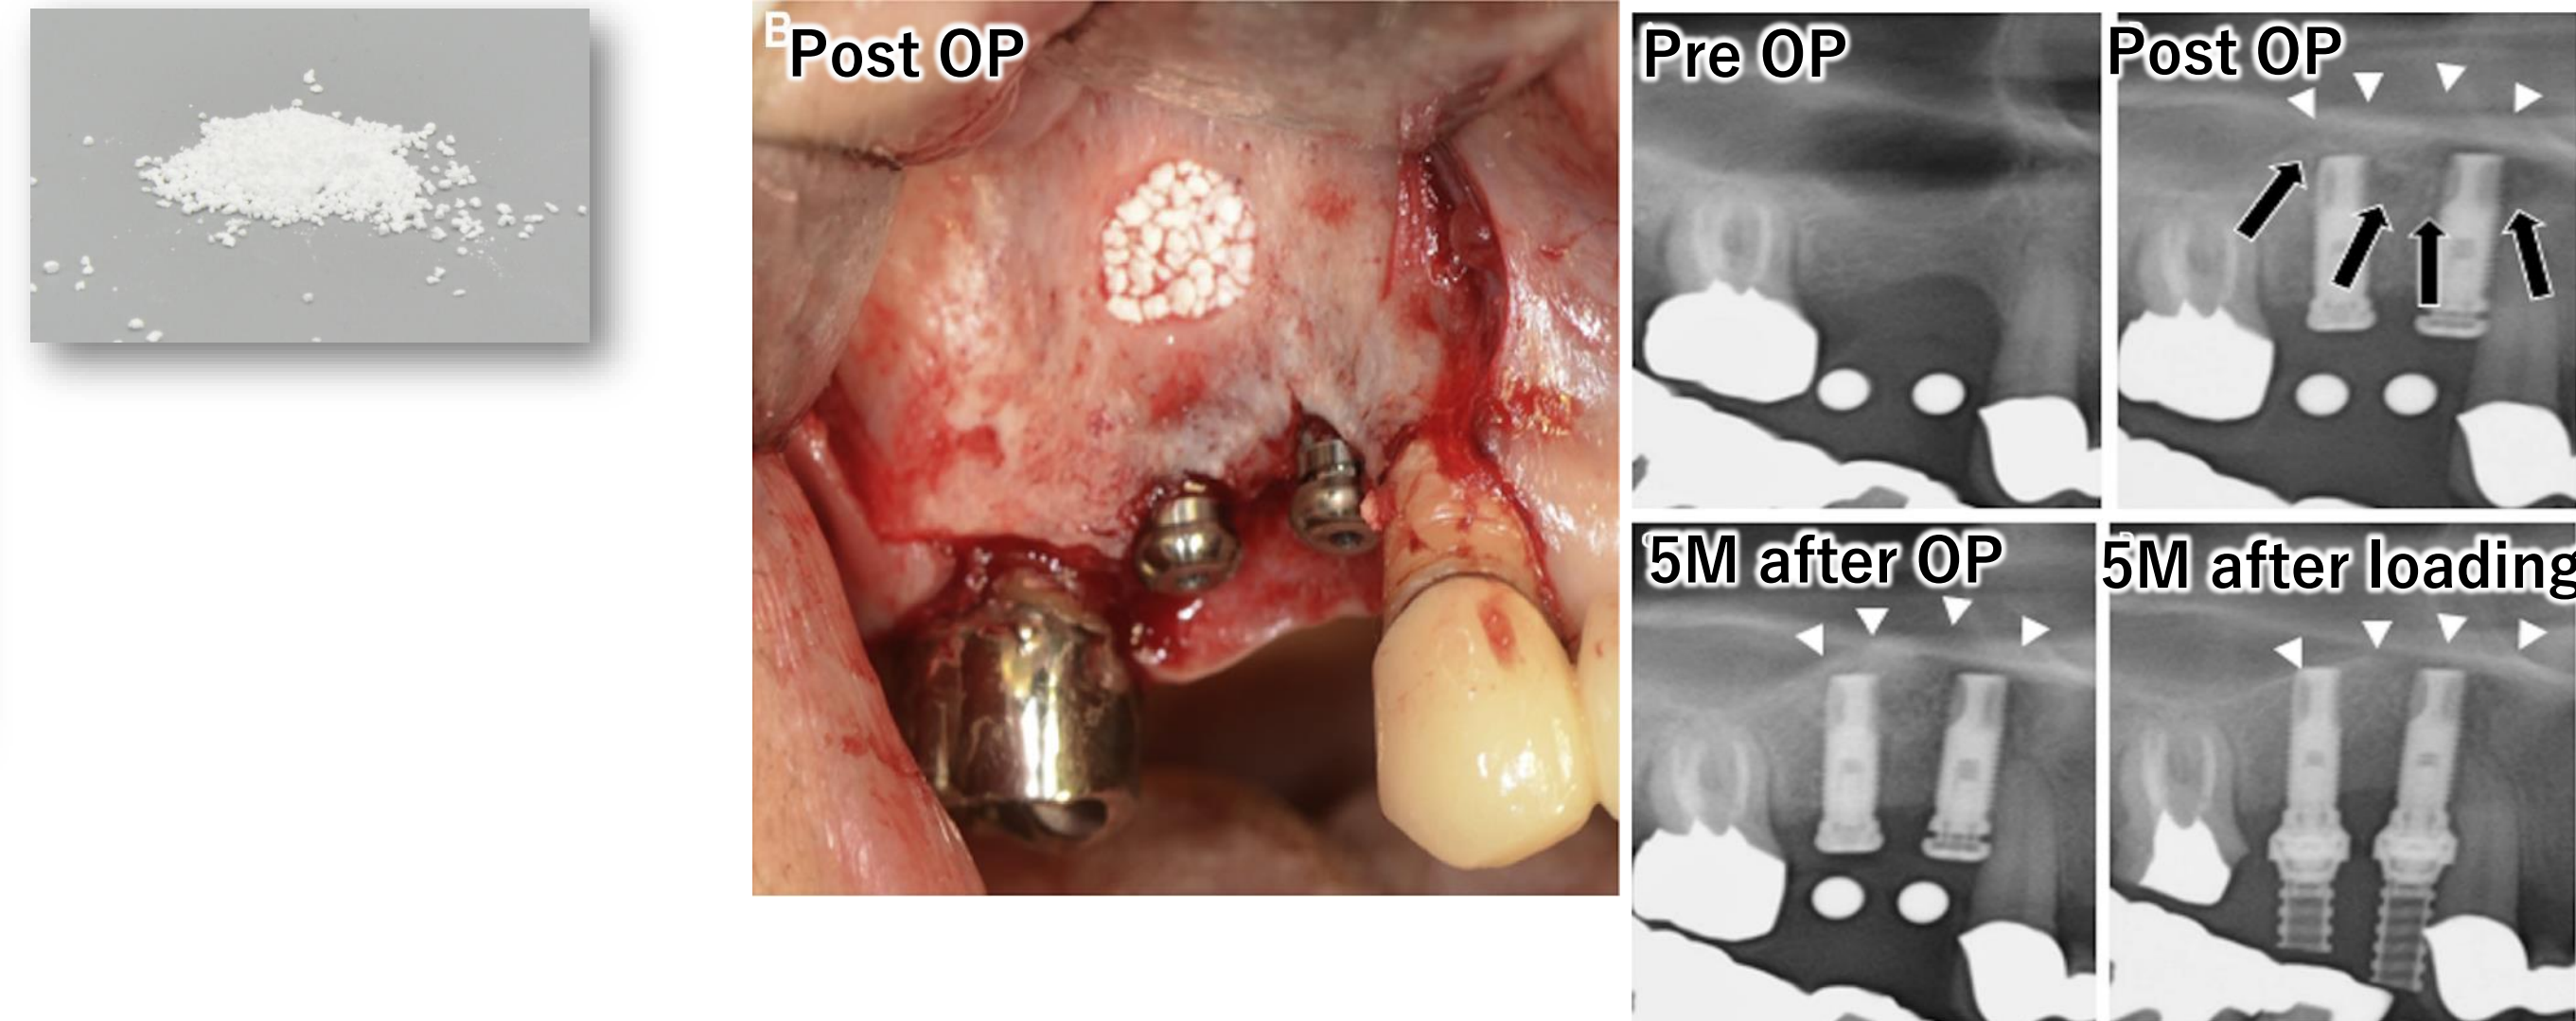 B
Post OP
Pre OP
Post OP
5M after OP
5M after loading